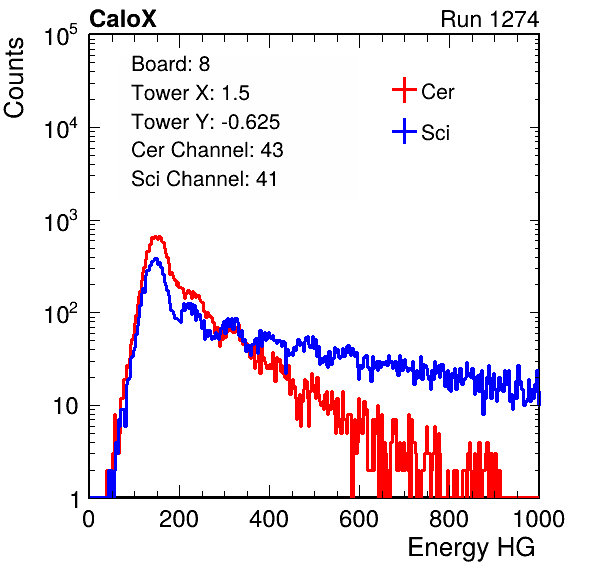 CaloX Run 1274
Counts
Board: 8
Tower X: 1.5
Tower Y: -0.625
Cer Channel: 43
Sci Channel: 41
Cer
Sci
10^5
10^4
10^3
10^2
10
1
0 200 400 600 800 1000
Energy HG